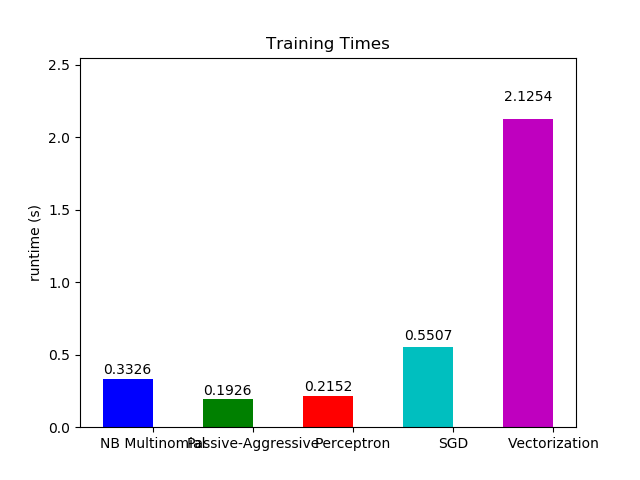 Training Times
2.5
2.0
1.5
1.0
0.5
0.0
runtime (s)
0.3326
0.1926
0.2152
0.5507
2.1254
NB Multinomial
Passive-Aggressive
Perceptron
SGD
Vectorization